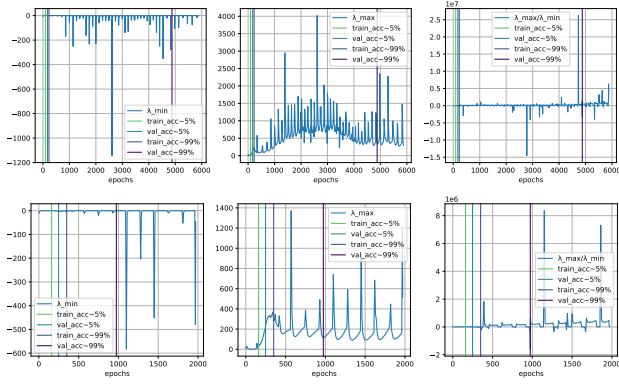 0
−200
−400
−600
−800
−1000
−1200
0 1000 2000 3000 4000 5000 6000
epochs
λ_min
train_acc~5%
val_acc~5%
train_acc~99%
val_acc~99%
4000
3500
3000
2500
2000
1500
1000
500
0
0 1000 2000 3000 4000 5000 6000
epochs
λ_max
train_acc~5%
val_acc~5%
train_acc~99%
val_acc~99%
1e7
2.5
2.0
1.5
1.0
0.5
0.0
−0.5
−1.0
−1.5
0 1000 2000 3000 4000 5000 6000
epochs
λ_max/λ_min
train_acc~5%
val_acc~5%
train_acc~99%
val_acc~99%
0
−100
−200
−300
−400
−500
−600
0 500 1000 1500 2000
epochs
λ_min
train_acc~5%
val_acc~5%
train_acc~99%
val_acc~99%
1400
1200
1000
800
600
400
200
0
0 500 1000 1500 2000
epochs
λ_max
train_acc~5%
val_acc~5%
train_acc~99%
val_acc~99%
1e6
8
6
4
2
0
−2
0 500 1000 1500 2000
epochs
λ_max/λ_min
train_acc~5%
val_acc~5%
train_acc~99%
val_acc~99%